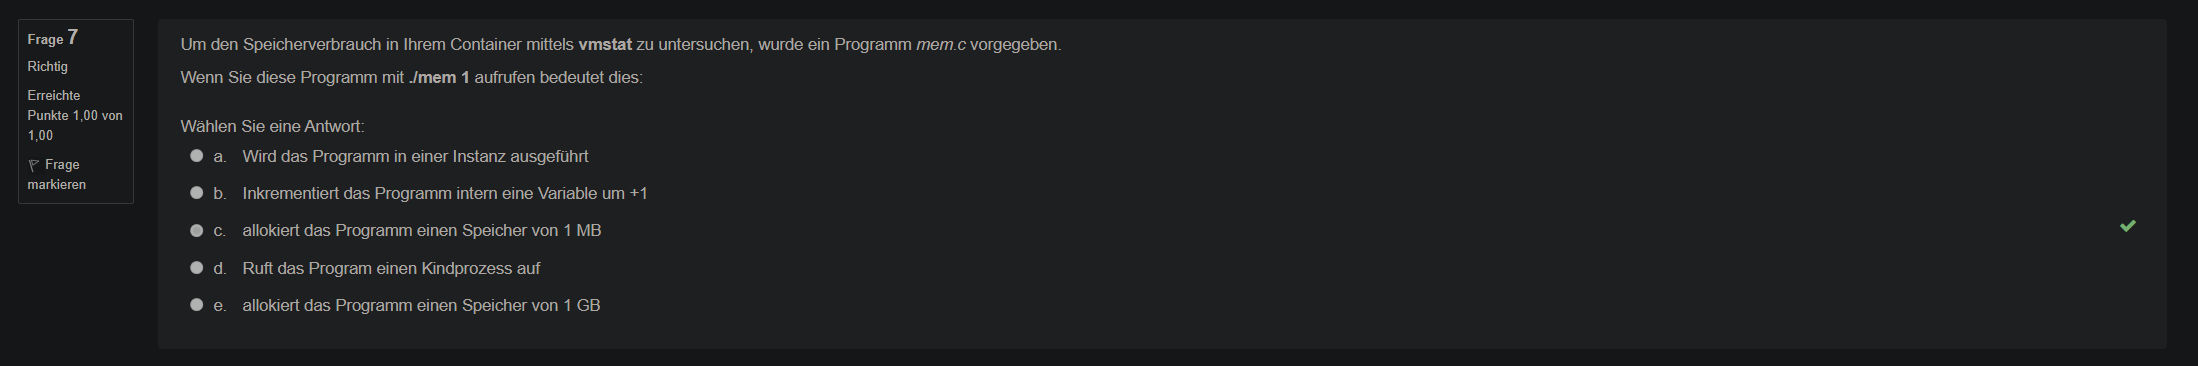 Frage 7
Richtig
Erreichte
Punkte 1,00 von
1,00
Frage
markieren
Um den Speicherverbrauch in Ihrem Container mittels vmstat zu untersuchen, wurde ein Programm mem.c vorgegeben.
Wenn Sie diese Programm mit ./mem 1 aufrufen bedeutet dies:
Wählen Sie eine Antwort:
a. Wird das Programm in einer Instanz ausgeführt
b. Inkrementiert das Programm intern eine Variable um +1
c. allokiert das Programm einen Speicher von 1 MB
d. Ruft das Program einen Kindprozess auf
e. allokiert das Programm einen Speicher von 1 GB